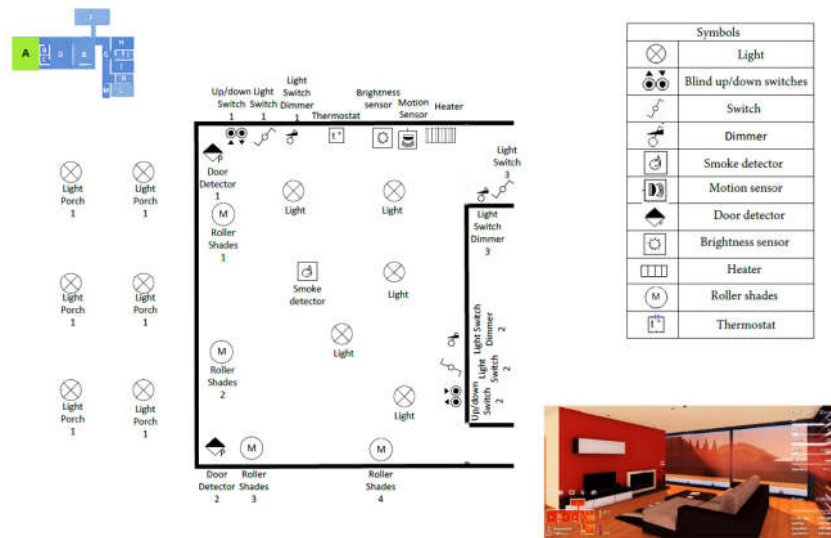 A
D
G
H
I
Up/down
Switch
1
Light
Switch
1
Light
Switch
Dimmer
1
Thermostat
Brightness
sensor
Motion
Sensor
Heater
Door
Detector
1
Light
Switch
3
Light Switch
Dimmer
3
Light
Light
M
Roller
Shades
1
Smoke
detector
Light
Light
Light
M
Roller
Shades
2
Light Switch
Dimmer
2
Light
Switch
2
Up/down
Switch
2
Door
Detector
2
M
Roller
Shades
3
M
Roller
Shades
4
Light
Porch
1
Light
Porch
1
Light
Porch
1
Light
Porch
1
Light
Porch
1
Light
Porch
1
Symbols
Light
Blind up/down switches
Switch
Dimmer
Smoke detector
Motion sensor
Door detector
Brightness sensor
Heater
M
Roller shades
t°
Thermostat